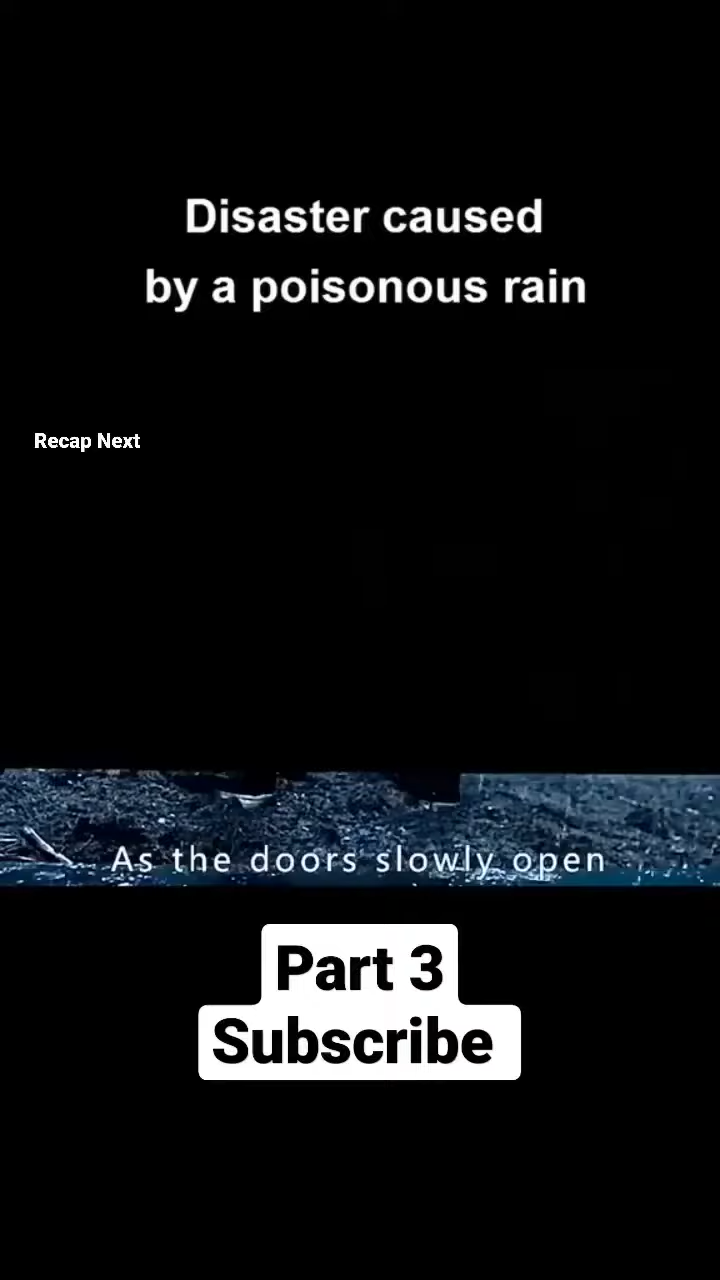 Disaster caused
by a poisonous rain
Recap Next
As the doors slowly open
Part 3
Subscribe